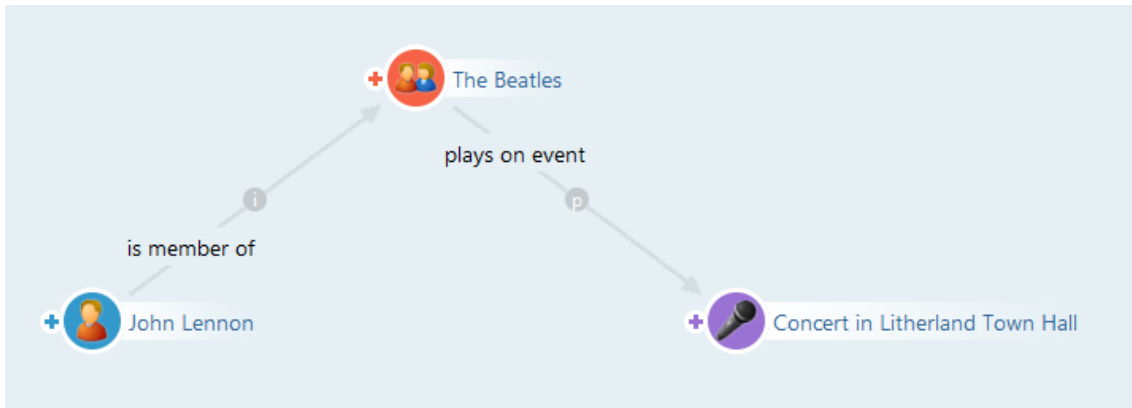 The Beatles
plays on event
i
p
is member of
John Lennon
Concert in Litherland Town Hall